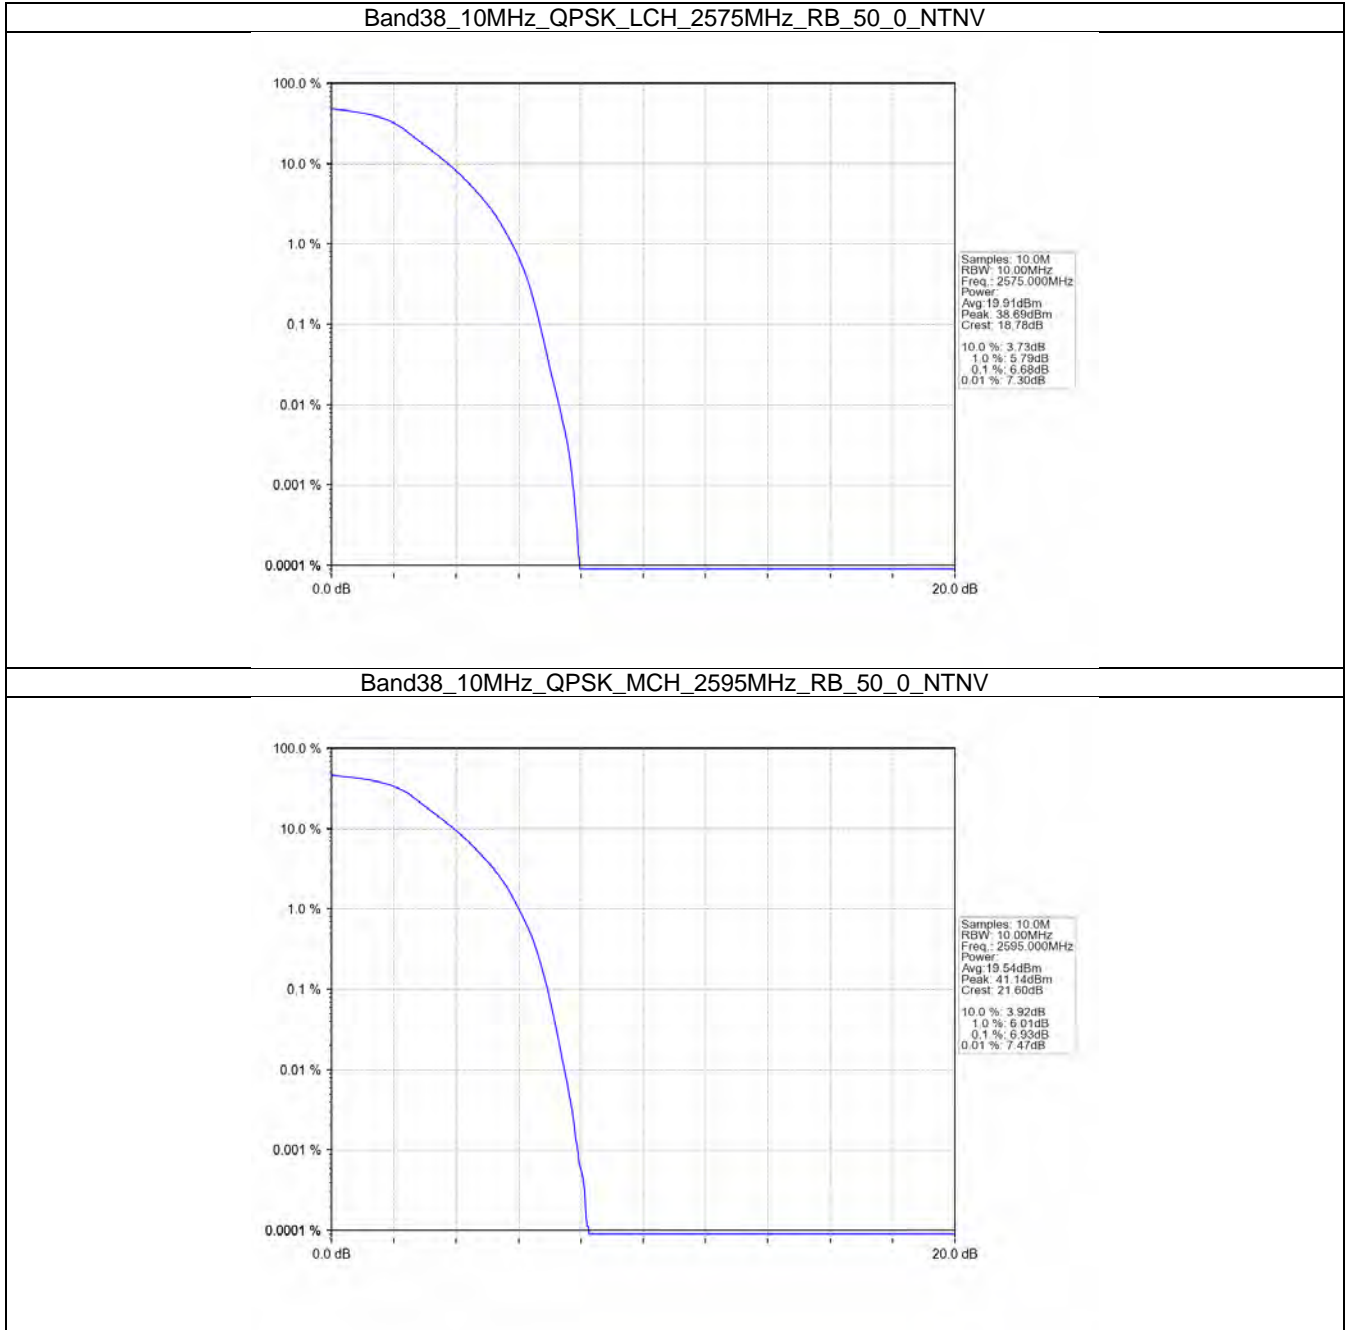 Band38_10MHz_QPSK_LCH_2575MHz_RB_50_0_NTNV
100.0 %
10.0 %
1.0 %
0.1 %
0.01 %
0.001 %
0.0001 %
0.0 dB
20.0 dB
Samples: 10.0M
RBW: 10.00MHz
Freq.: 2575.000MHz
Power:
Avg:19.91dBm
Peak: 38.69dBm
Crest: 18.78dB
10.0 %: 3.73dB
1.0 %: 5.79dB
0.1 %: 6.68dB
0.01 %: 7.30dB
Band38_10MHz_QPSK_MCH_2595MHz_RB_50_0_NTNV
100.0 %
10.0 %
1.0 %
0.1 %
0.01 %
0.001 %
0.0001 %
0.0 dB
20.0 dB
Samples: 10.0M
RBW: 10.00MHz
Freq.: 2595.000MHz
Power:
Avg:19.54dBm
Peak: 41.14dBm
Crest: 21.60dB
10.0 %: 3.92dB
1.0 %: 6.01dB
0.1 %: 6.93dB
0.01 %: 7.47dB